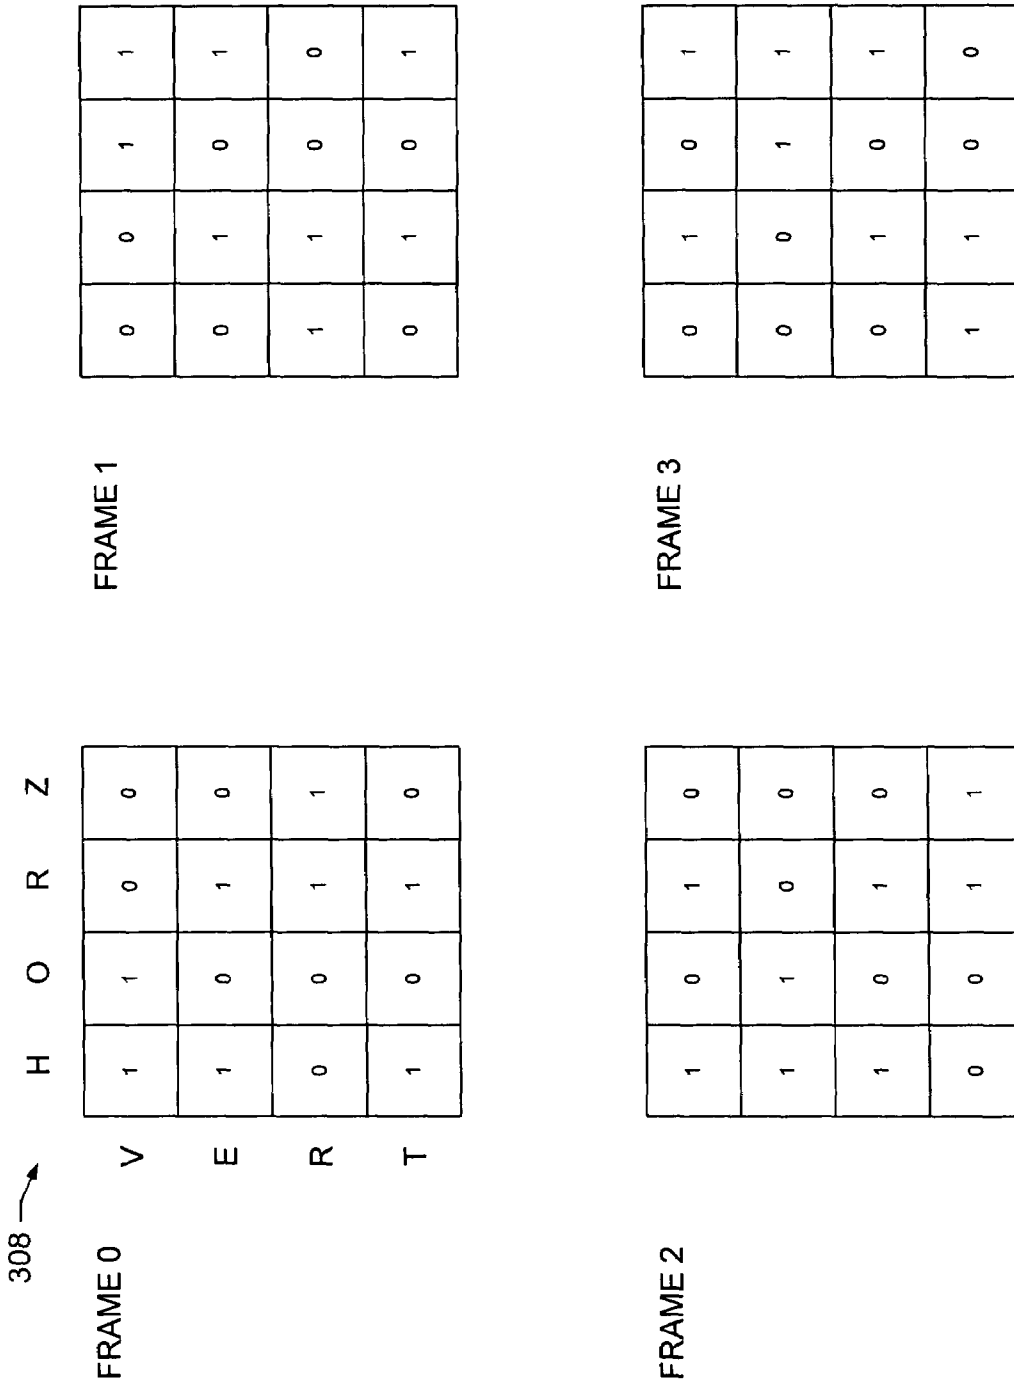 308
H O R Z
FRAME 0
V 1 1 0 0
E 1 0 1 0
R 0 0 1 1
T 1 0 1 0
FRAME 1
0 0 1 1
0 1 0 1
1 1 0 0
0 1 0 1
FRAME 2
1 0 1 0
1 1 0 0
1 0 1 0
0 0 1 1
FRAME 3
0 1 0 1
0 0 1 1
0 1 0 1
1 1 0 0